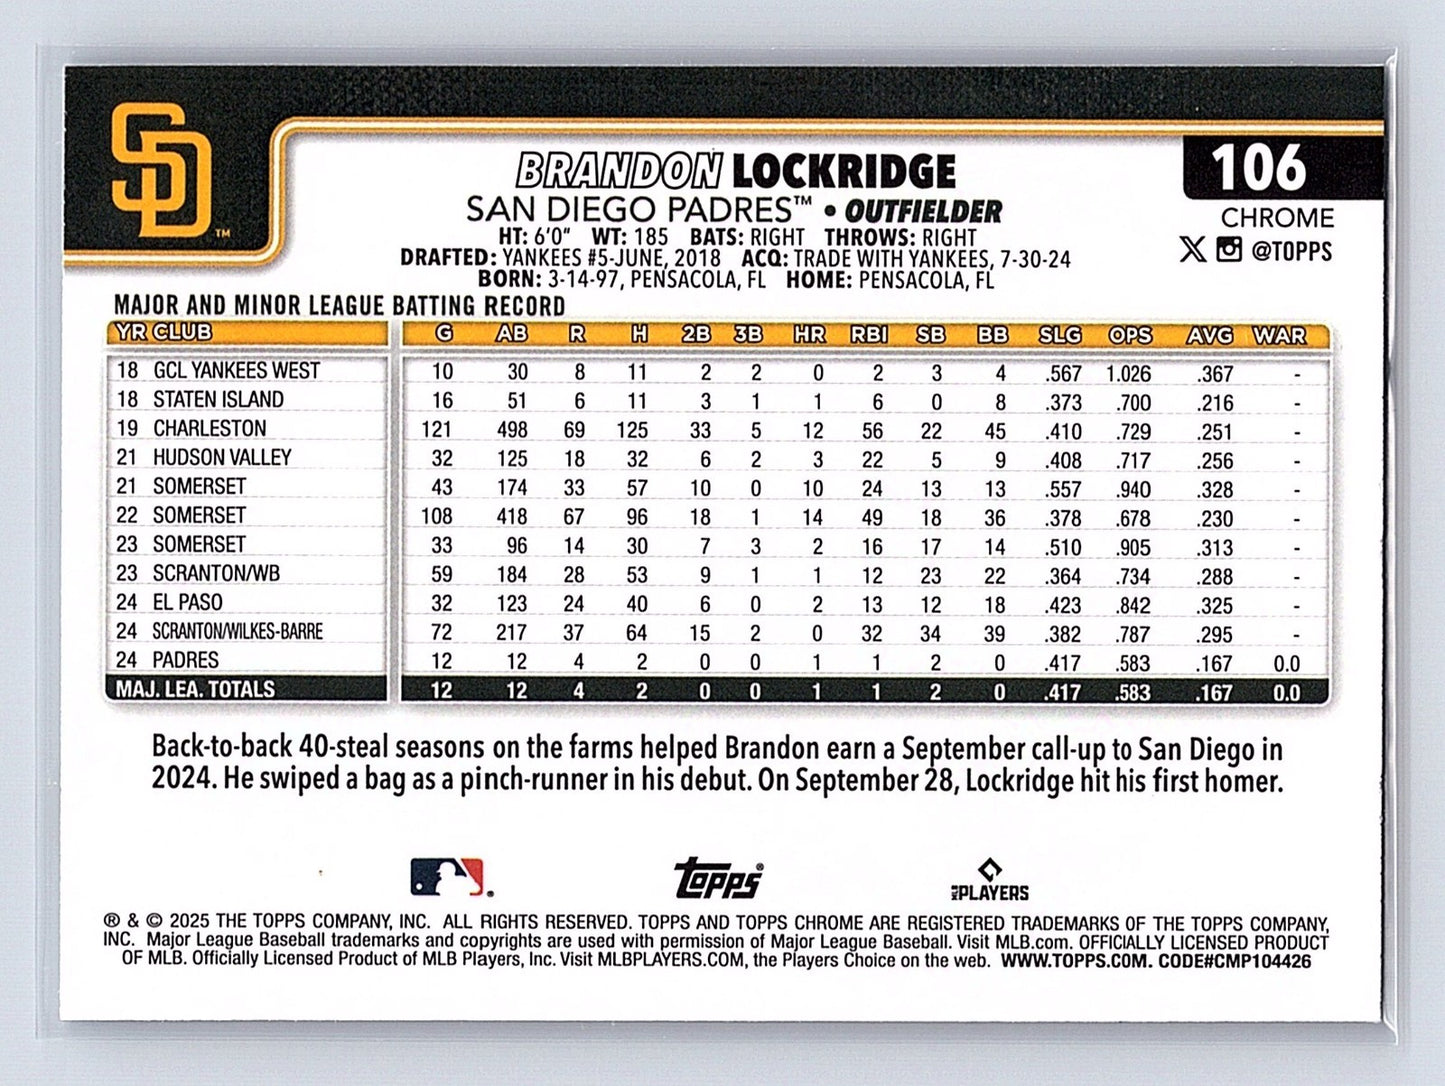 SD™
BRANDON LOCKRIDGE
106
SAN DIEGO PADRES™ • OUTFIELDER
CHROME
HT: 6'0" WT: 185 BATS: RIGHT THROWS: RIGHT
@TOPPS
DRAFTED: YANKEES #5-JUNE, 2018 ACQ: TRADE WITH YANKEES, 7-30-24
BORN: 3-14-97, PENSACOLA, FL HOME: PENSACOLA, FL
MAJOR AND MINOR LEAGUE BATTING RECORD
YR CLUB G AB R H 2B 3B HR RBI SB BB SLG OPS AVG WAR
18 GCL YANKEES WEST 10 30 8 11 2 2 0 2 3 4 .567 1.026 .367 -
18 STATEN ISLAND 16 51 6 11 3 1 1 6 0 8 .373 .700 .216 -
19 CHARLESTON 121 498 69 125 33 5 12 56 22 45 .410 .729 .251 -
21 HUDSON VALLEY 32 125 18 32 6 2 3 22 5 9 .408 .717 .256 -
21 SOMERSET 43 174 33 57 10 0 10 24 13 13 .557 .940 .328 -
22 SOMERSET 108 418 67 96 18 1 14 49 18 36 .378 .678 .230 -
23 SOMERSET 33 96 14 30 7 3 2 16 17 14 .510 .905 .313 -
23 SCRANTON/WB 59 184 28 53 9 1 1 12 23 22 .364 .734 .288 -
24 EL PASO 32 123 24 40 6 0 2 13 12 18 .423 .842 .325 -
24 SCRANTON/WILKES-BARRE 72 217 37 64 15 2 0 32 34 39 .382 .787 .295 -
24 PADRES 12 12 4 2 0 0 1 1 2 0 .417 .583 .167 0.0
MAJ. LEA. TOTALS 12 12 4 2 0 0 1 1 2 0 .417 .583 .167 0.0
Back-to-back 40-steal seasons on the farms helped Brandon earn a September call-up to San Diego in
2024. He swiped a bag as a pinch-runner in his debut. On September 28, Lockridge hit his first homer.
topps®
MLB PLAYERS
® & © 2025 THE TOPPS COMPANY, INC. ALL RIGHTS RESERVED. TOPPS AND TOPPS CHROME ARE REGISTERED TRADEMARKS OF THE TOPPS COMPANY,
INC. Major League Baseball trademarks and copyrights are used with permission of Major League Baseball. Visit MLB.com. OFFICIALLY LICENSED PRODUCT
OF MLB. Officially Licensed Product of MLB Players, Inc. Visit MLBPLAYERS.COM, the Players Choice on the web. WWW.TOPPS.COM. CODE#CMP104426